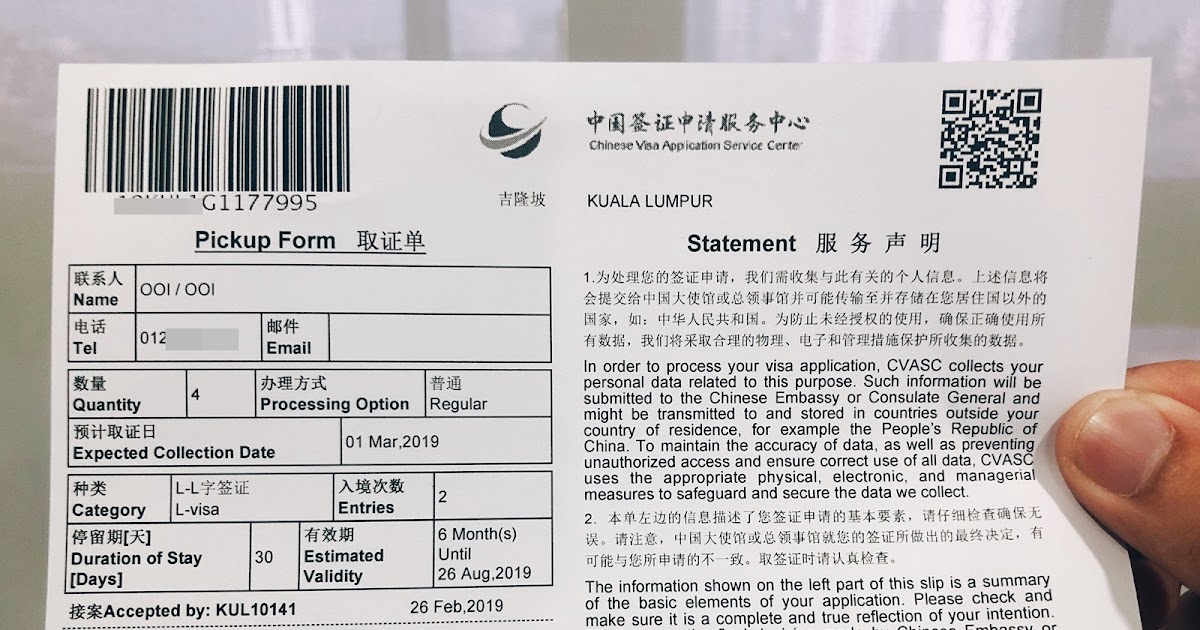 G1177995
Pickup Form 取证单
联系人
Name
OOI / OOI
电话
Tel
012
邮件
Email
数量
Quantity
4
办理方式
Processing Option
普通
Regular
预计取证日
Expected Collection Date
01 Mar,2019
种类
Category
L-L字签证
L-visa
入境次数
Entries
2
停留期[天]
Duration of Stay
[Days]
30
有效期
Estimated
Validity
6 Month(s)
Until
26 Aug,2019
接案Accepted by: KUL10141
26 Feb,2019
中国签证申请服务中心
Chinese Visa Application Service Center
吉隆坡 KUALA LUMPUR
Statement 服务声明
1.为处理您的签证申请，我们需收集与此有关的个人信息。上述信息将
会提交给中国大使馆或总领事馆并可能传输至并存储在您居住国以外的
国家，如：中华人民共和国。为防止未经授权的使用，确保正确使用所
有数据，我们将采取合理的物理、电子和管理措施保护所收集的数据。
In order to process your visa application, CVASC collects your
personal data related to this purpose. Such information will be
submitted to the Chinese Embassy or Consulate General and
might be transmitted to and stored in countries outside your
country of residence, for example the People's Republic of
China. To maintain the accuracy of data, as well as preventing
unauthorized access and ensure correct use of all data, CVASC
uses the appropriate physical, electronic, and managerial
measures to safeguard and secure the data we collect.
2. 本单左边的信息描述了您签证申请的基本要素，请仔细检查确保无
误。请注意，中国大使馆或总领事馆就您的签证所做出的最终决定，有
可能与您所申请的不一致。取签证时请认真检查。
The information shown on the left part of this slip is a summary
of the basic elements of your application. Please check and
make sure it is a complete and true reflection of your intention.
Chinese Embassy or